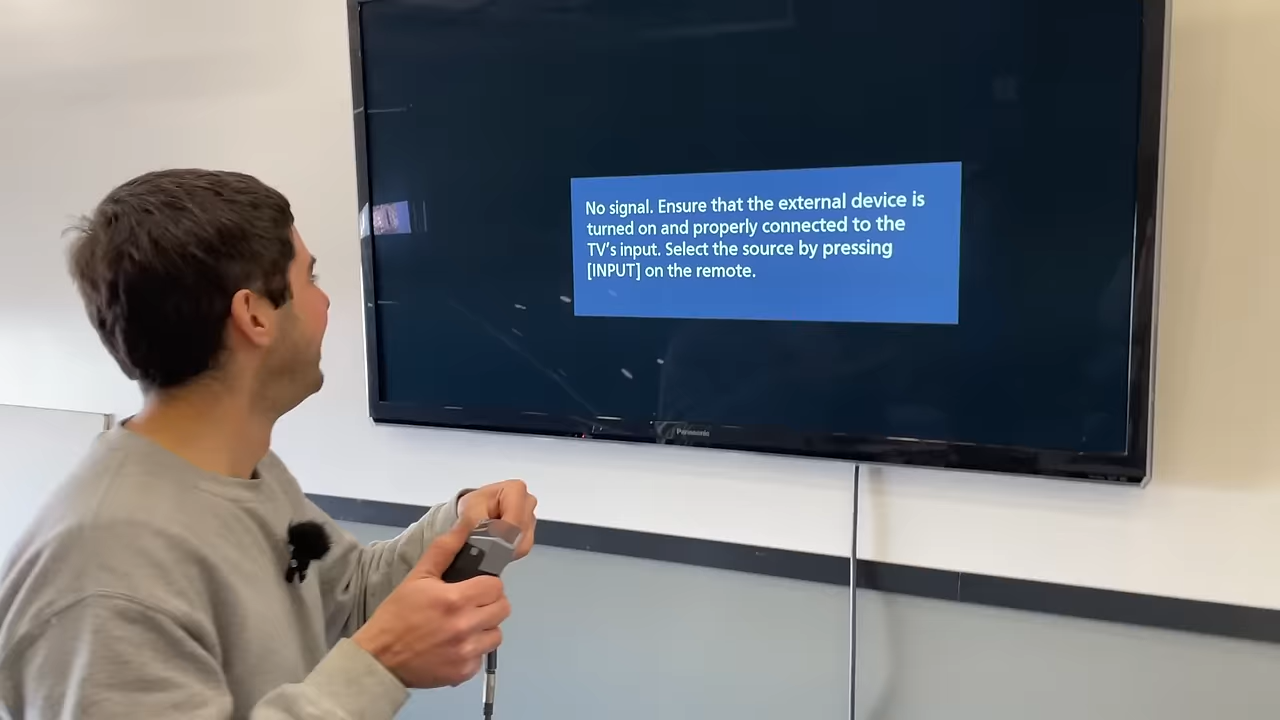 No signal. Ensure that the external device is
turned on and properly connected to the
TV's input. Select the source by pressing
[INPUT] on the remote.
Panasonic